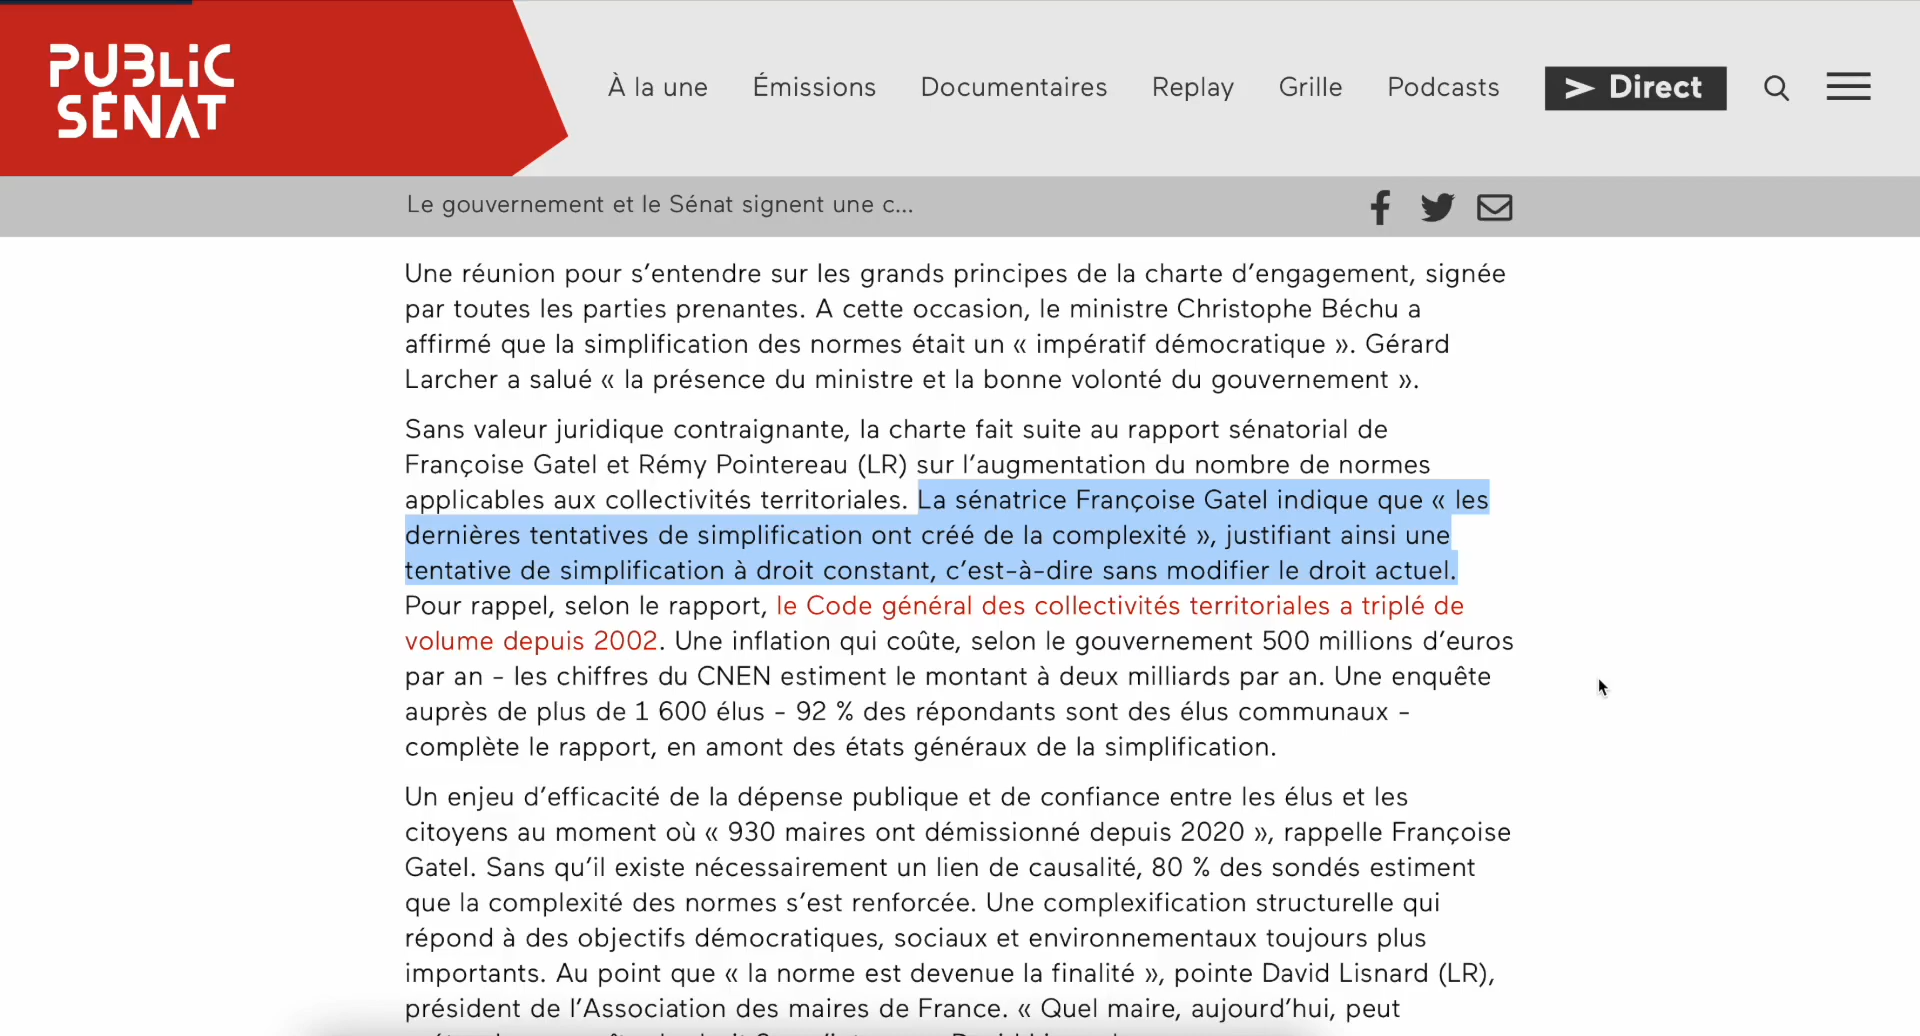 PUBLiC
SÉNAT
À la une
Émissions
Documentaires
Replay
Grille
Podcasts
Direct
Le gouvernement et le Sénat signent une c...
Une réunion pour s’entendre sur les grands principes de la charte d’engagement, signée
par toutes les parties prenantes. A cette occasion, le ministre Christophe Béchu a
affirmé que la simplification des normes était un « impératif démocratique ». Gérard
Larcher a salué « la présence du ministre et la bonne volonté du gouvernement ».
Sans valeur juridique contraignante, la charte fait suite au rapport sénatorial de
Françoise Gatel et Rémy Pointereau (LR) sur l’augmentation du nombre de normes
applicables aux collectivités territoriales. La sénatrice Françoise Gatel indique que « les
dernières tentatives de simplification ont créé de la complexité », justifiant ainsi une
tentative de simplification à droit constant, c’est-à-dire sans modifier le droit actuel.
Pour rappel, selon le rapport, le Code général des collectivités territoriales a triplé de
volume depuis 2002. Une inflation qui coûte, selon le gouvernement 500 millions d’euros
par an – les chiffres du CNEN estiment le montant à deux milliards par an. Une enquête
auprès de plus de 1 600 élus – 92 % des répondants sont des élus communaux –
complète le rapport, en amont des états généraux de la simplification.
Un enjeu d’efficacité de la dépense publique et de confiance entre les élus et les
citoyens au moment où « 930 maires ont démissionné depuis 2020 », rappelle Françoise
Gatel. Sans qu’il existe nécessairement un lien de causalité, 80 % des sondés estiment
que la complexité des normes s’est renforcée. Une complexification structurelle qui
répond à des objectifs démocratiques, sociaux et environnementaux toujours plus
importants. Au point que « la norme est devenue la finalité », pointe David Lisnard (LR),
président de l’Association des maires de France. « Quel maire, aujourd’hui, peut